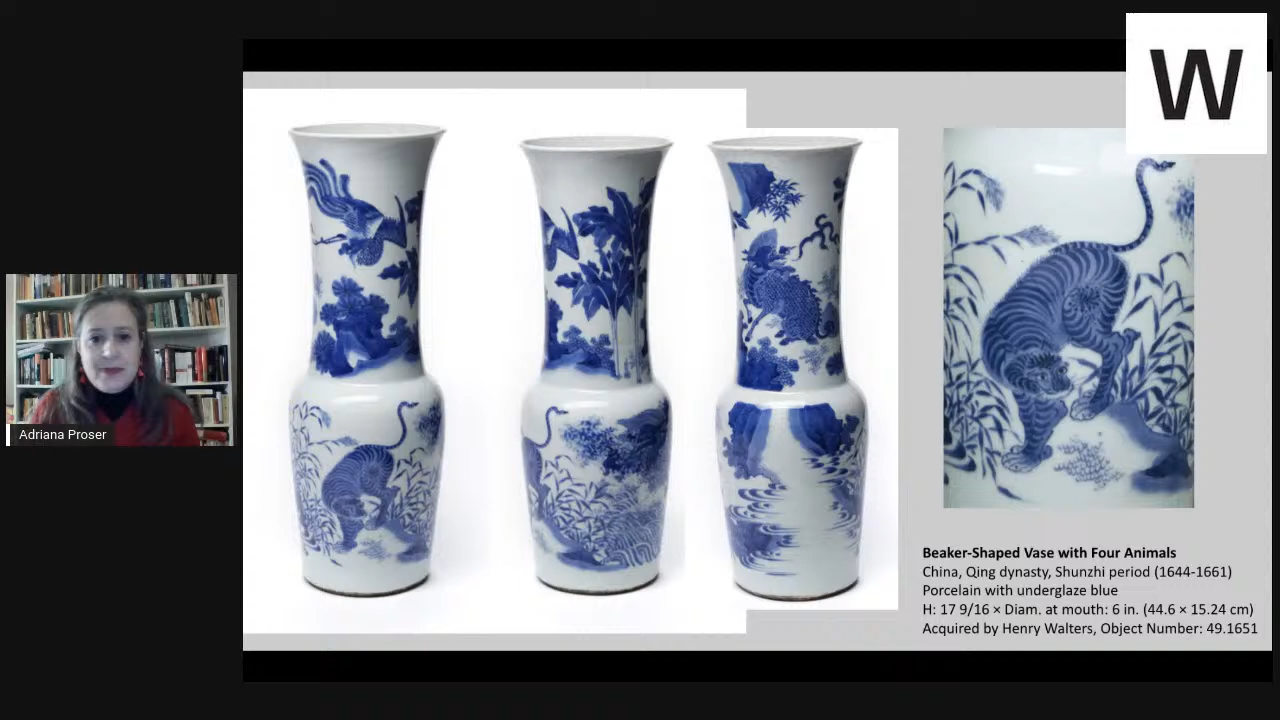 W
Adriana Proser
Beaker-Shaped Vase with Four Animals
China, Qing dynasty, Shunzhi period (1644-1661)
Porcelain with underglaze blue
H: 17 9/16 × Diam. at mouth: 6 in. (44.6 × 15.24 cm)
Acquired by Henry Walters, Object Number: 49.1651